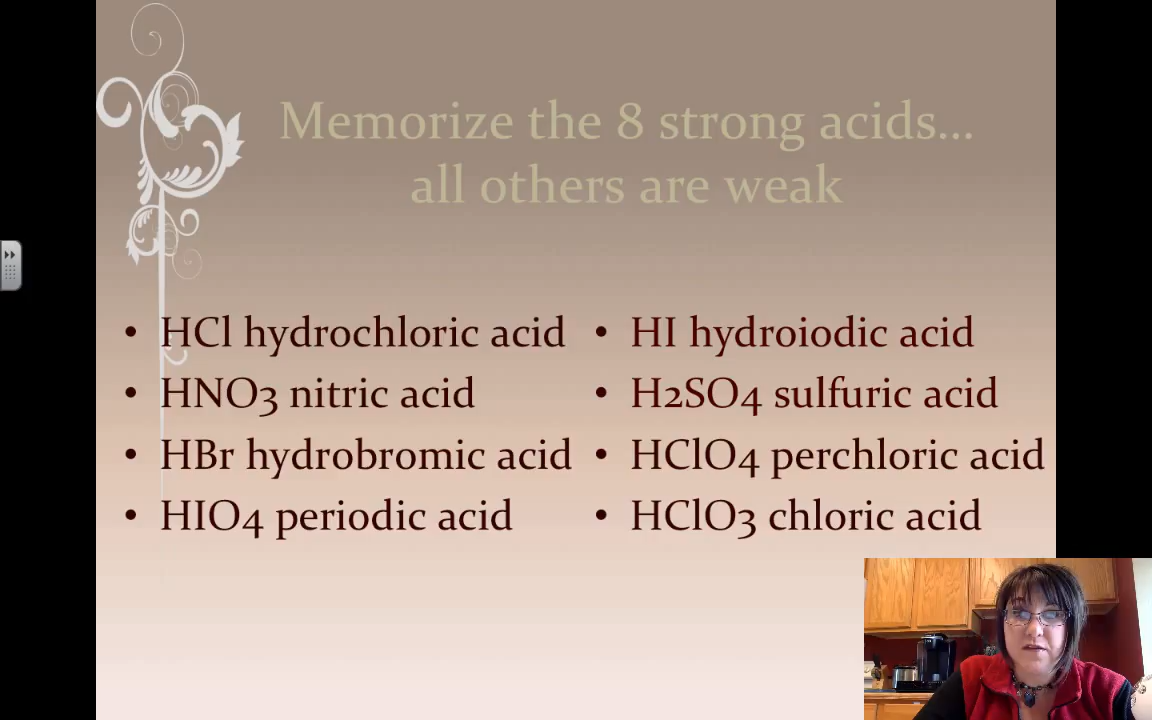 Memorize the 8 strong acids...
all others are weak
• HCl hydrochloric acid
• HNO3 nitric acid
• HBr hydrobromic acid
• HIO4 periodic acid
• HI hydroiodic acid
• H2SO4 sulfuric acid
• HClO4 perchloric acid
• HClO3 chloric acid